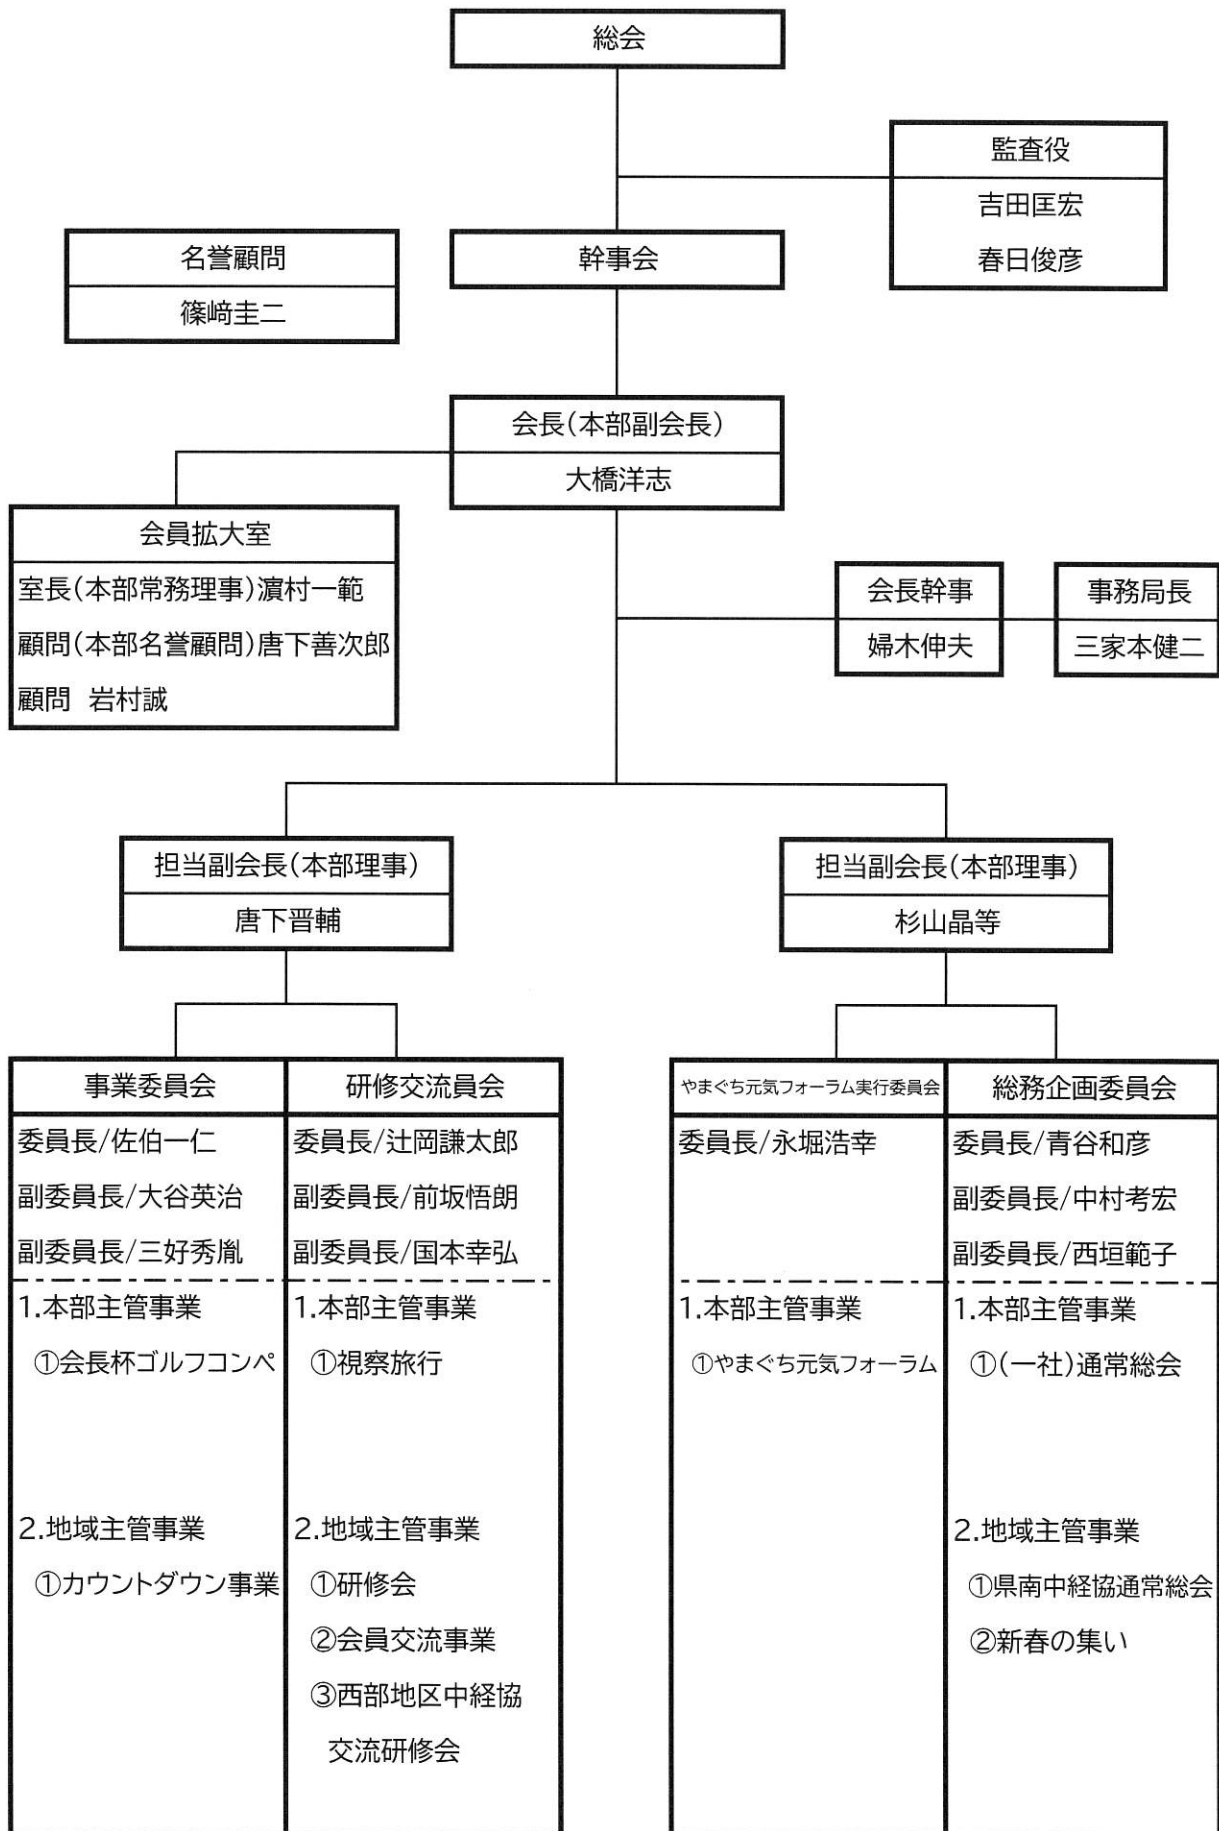 総会
監査役
吉田匡宏
春日俊彦
名誉顧問
篠﨑圭二
幹事会
会長(本部副会長)
大橋洋志
会員拡大室
室長(本部常務理事)濵村一範
顧問(本部名誉顧問)唐下善次郎
顧問 岩村誠
会長幹事
婦木伸夫
事務局長
三家本健二
担当副会長(本部理事)
唐下晋輔
担当副会長(本部理事)
杉山晶等
事業委員会
委員長/佐伯一仁
副委員長/大谷英治
副委員長/三好秀胤
1.本部主管事業
①会長杯ゴルフコンペ
2.地域主管事業
①カウントダウン事業
研修交流員会
委員長/辻岡謙太郎
副委員長/前坂悟朗
副委員長/国本幸弘
1.本部主管事業
①視察旅行
2.地域主管事業
①研修会
②会員交流事業
③西部地区中経協
交流研修会
やまぐち元気フォーラム実行委員会
委員長/永堀浩幸
1.本部主管事業
①やまぐち元気フォーラム
総務企画委員会
委員長/青谷和彦
副委員長/中村考宏
副委員長/西垣範子
1.本部主管事業
①(一社)通常総会
2.地域主管事業
①県南中経協通常総会
②新春の集い